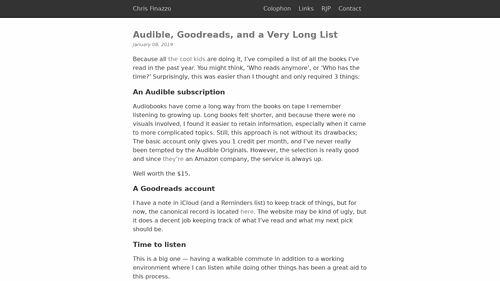 Chris Finazzo
Colophon Links RJP Contact
Audible, Goodreads, and a Very Long List
January 08, 2019
Because all the cool kids are doing it, I've compiled a list of all the books I've
read in the past year. You might think, 'Who reads anymore', or 'Who has the
time?' Surprisingly, this was easier than I thought and only required 3 things:
An Audible subscription
Audiobooks have come a long way from the books on tape I remember
listening to growing up. Long books felt shorter, and because there were no
visuals involved, I found it easier to retain information, especially when it came
to more complicated topics. Still, this approach is not without its drawbacks;
The basic account only gives you 1 credit per month, and I've never really
been tempted by the Audible Originals. However, the selection is really good
and since they're an Amazon company, the service is always up.
Well worth the $15.
A Goodreads account
I have a note in iCloud (and a Reminders list) to keep track of things, but for
now, the canonical record is located here. The website may be kind of ugly, but
it does a decent job keeping track of what I've read and what my next pick
should be.
Time to listen
This is a big one — having a walkable commute in addition to a working
environment where I can listen while doing other things has been a great aid to
this process.